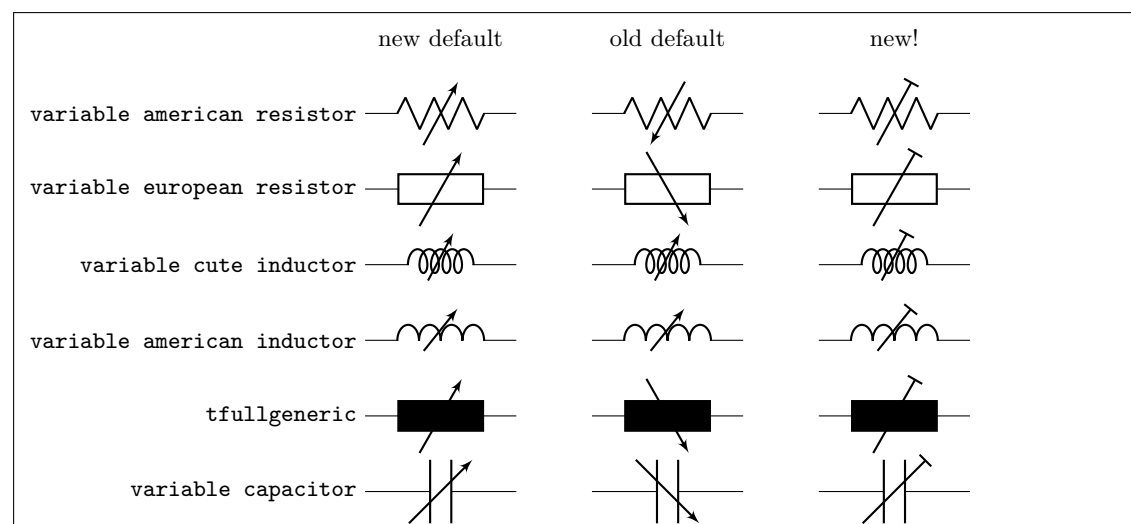 new default old default new!
variable american resistor
variable european resistor
variable cute inductor
variable american inductor
tfullgeneric
variable capacitor